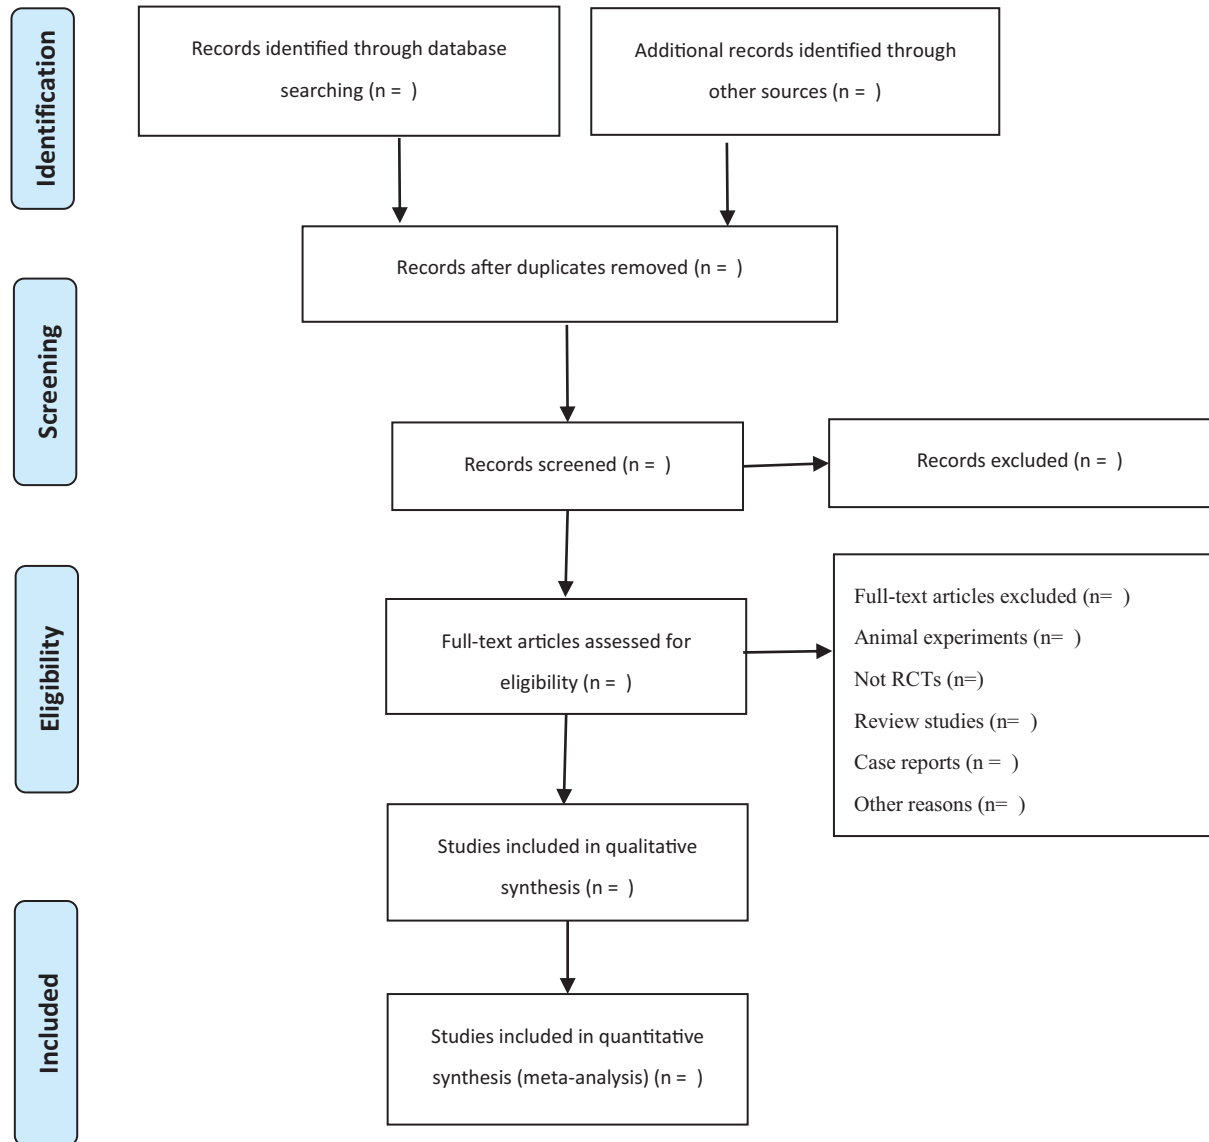 Identification
Records identified through database
searching (n =  )
Additional records identified through
other sources (n =  )
Records after duplicates removed (n =  )
Screening
Records screened (n =  )
Records excluded (n =  )
Eligibility
Full-text articles assessed for
eligibility (n =  )
Full-text articles excluded (n=  )
Animal experiments (n=  )
Not RCTs (n=)
Review studies (n=  )
Case reports (n =  )
Other reasons (n=  )
Studies included in qualitative
synthesis (n =  )
Included
Studies included in quantitative
synthesis (meta-analysis) (n =  )